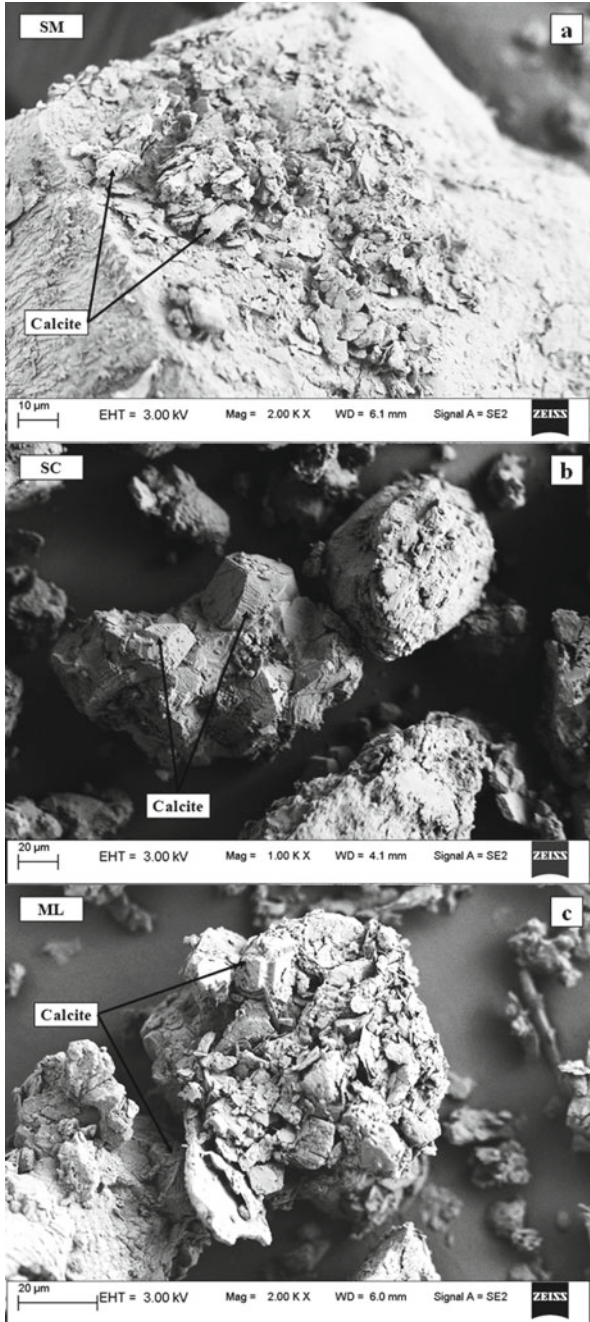 SM a
Calcite
10 µm EHT = 3.00 kV Mag = 2.00 K X WD = 6.1 mm Signal A = SE2 ZEISS
SC b
Calcite
20 µm EHT = 3.00 kV Mag = 1.00 K X WD = 4.1 mm Signal A = SE2 ZEISS
ML c
Calcite
20 µm EHT = 3.00 kV Mag = 2.00 K X WD = 6.0 mm Signal A = SE2 ZEISS